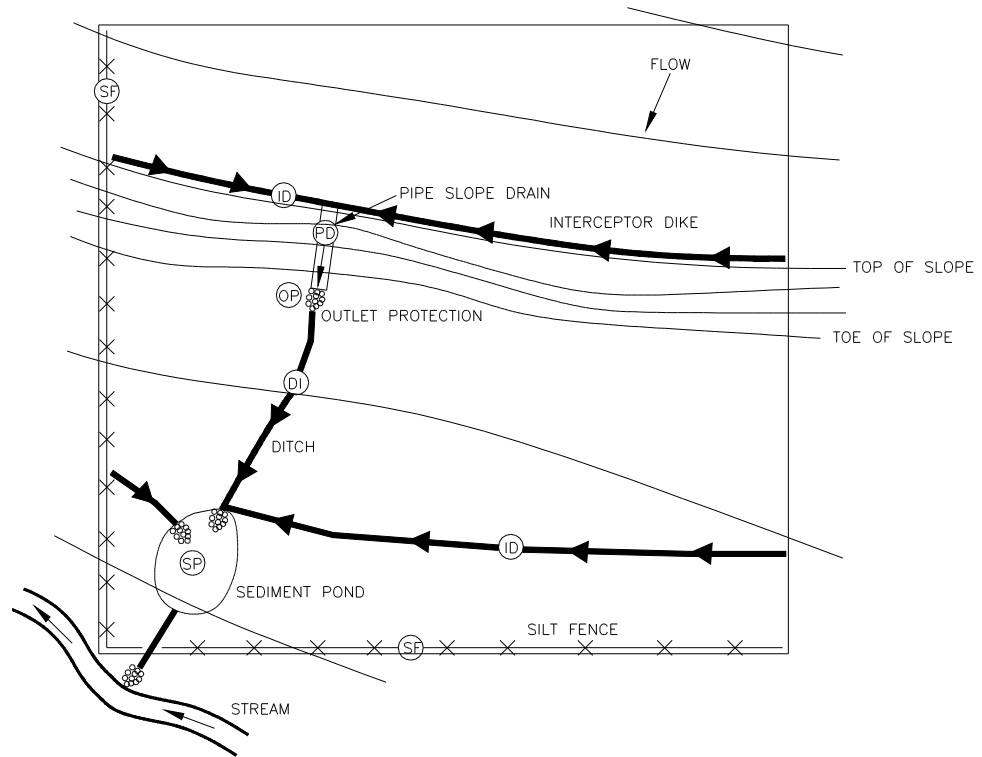 FLOW
SF
ID
PIPE SLOPE DRAIN
INTERCEPTOR DIKE
PD
TOP OF SLOPE
OP
OUTLET PROTECTION
TOE OF SLOPE
DI
DITCH
ID
SP
SEDIMENT POND
SILT FENCE
SF
STREAM